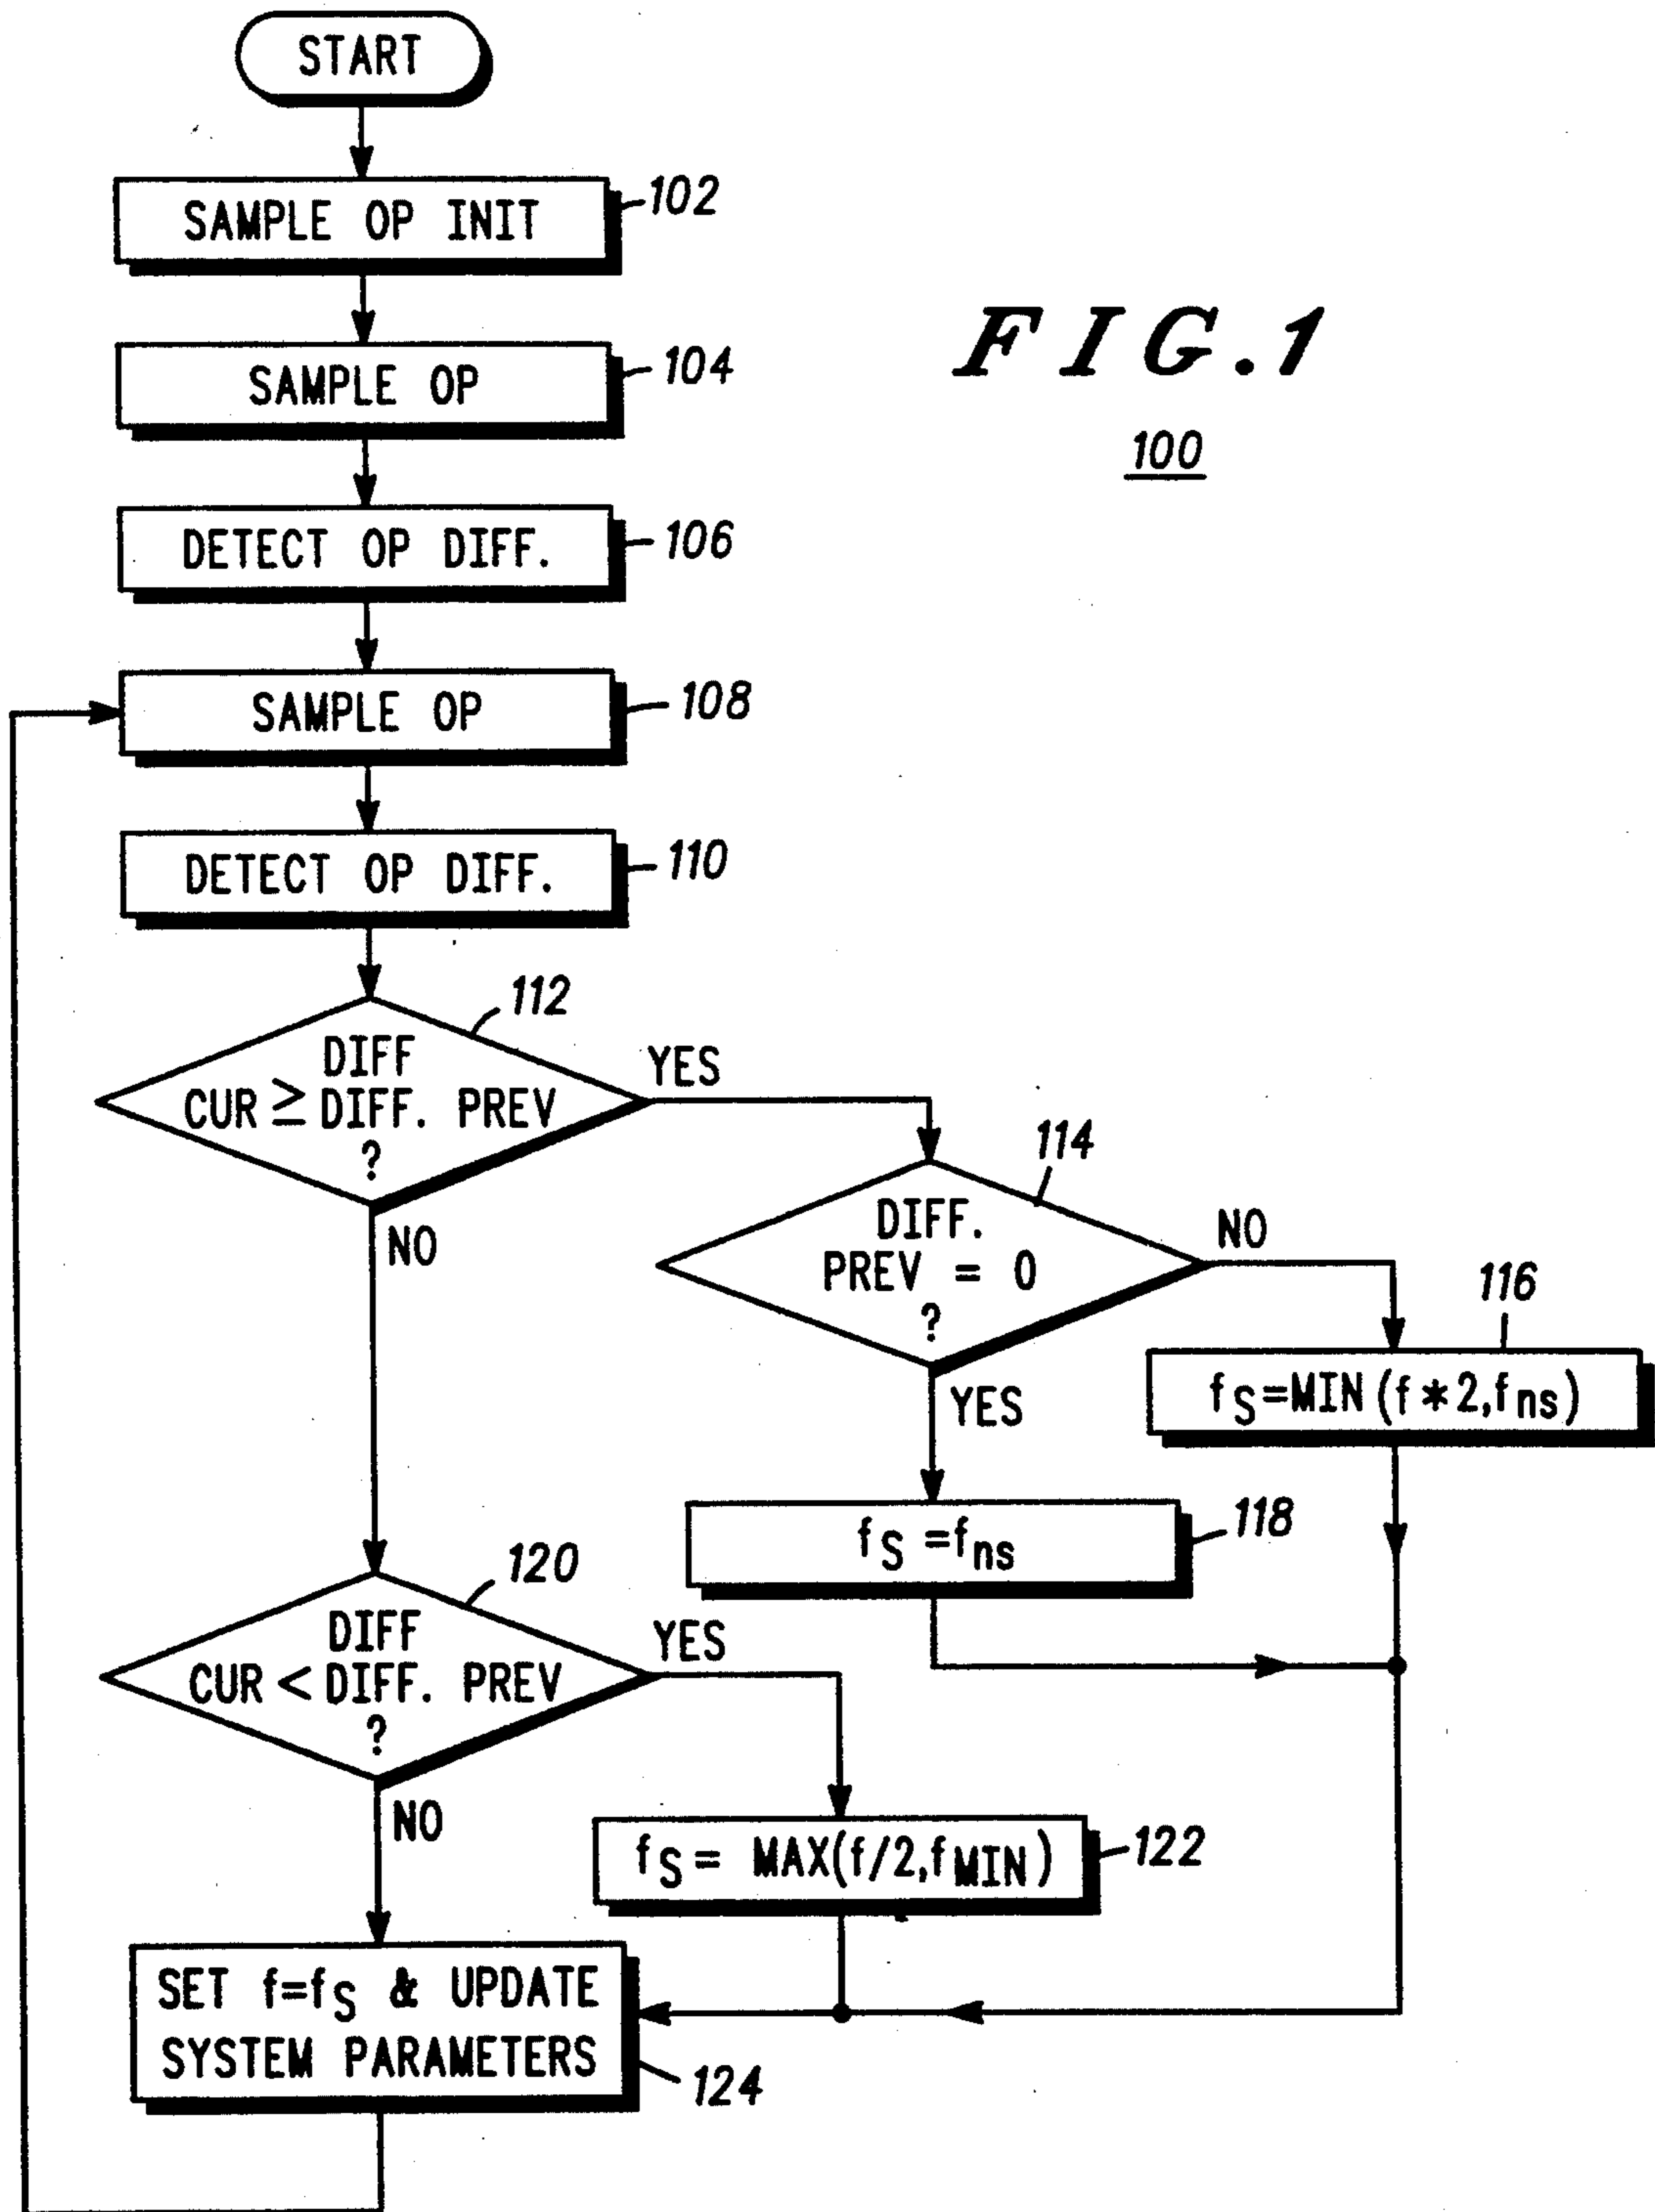 START
SAMPLE OP INIT
102
SAMPLE OP
104
FIG.1
100
DETECT OP DIFF.
106
SAMPLE OP
108
DETECT OP DIFF.
110
112
DIFF
CUR ≥ DIFF. PREV
?
YES
NO
114
DIFF.
PREV = 0
?
NO
YES
116
fS=MIN(f*2,fns)
fS=fns
118
120
DIFF
CUR < DIFF. PREV
?
YES
NO
fS= MAX(f/2,fMIN)
122
SET f=fS & UPDATE
SYSTEM PARAMETERS
124